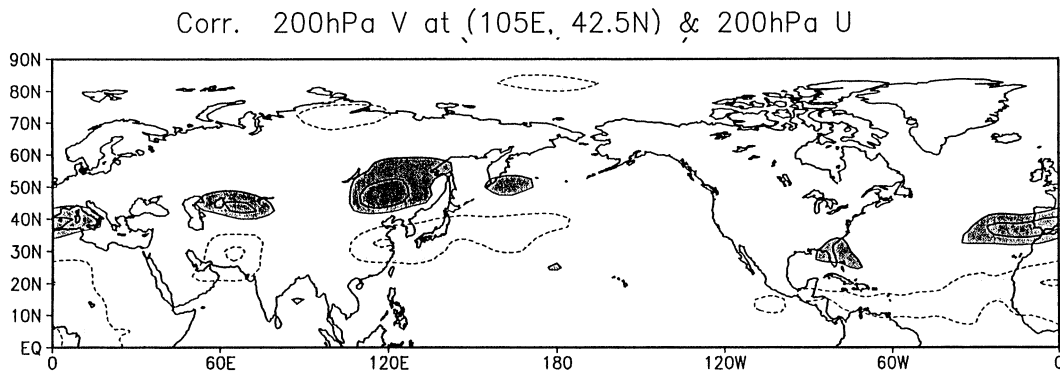 Corr. 200hPa V at (105E, 42.5N) & 200hPa U
90N
80N
70N
60N
50N
40N
30N
20N
10N
EQ
0 60E 120E 180 120W 60W 0